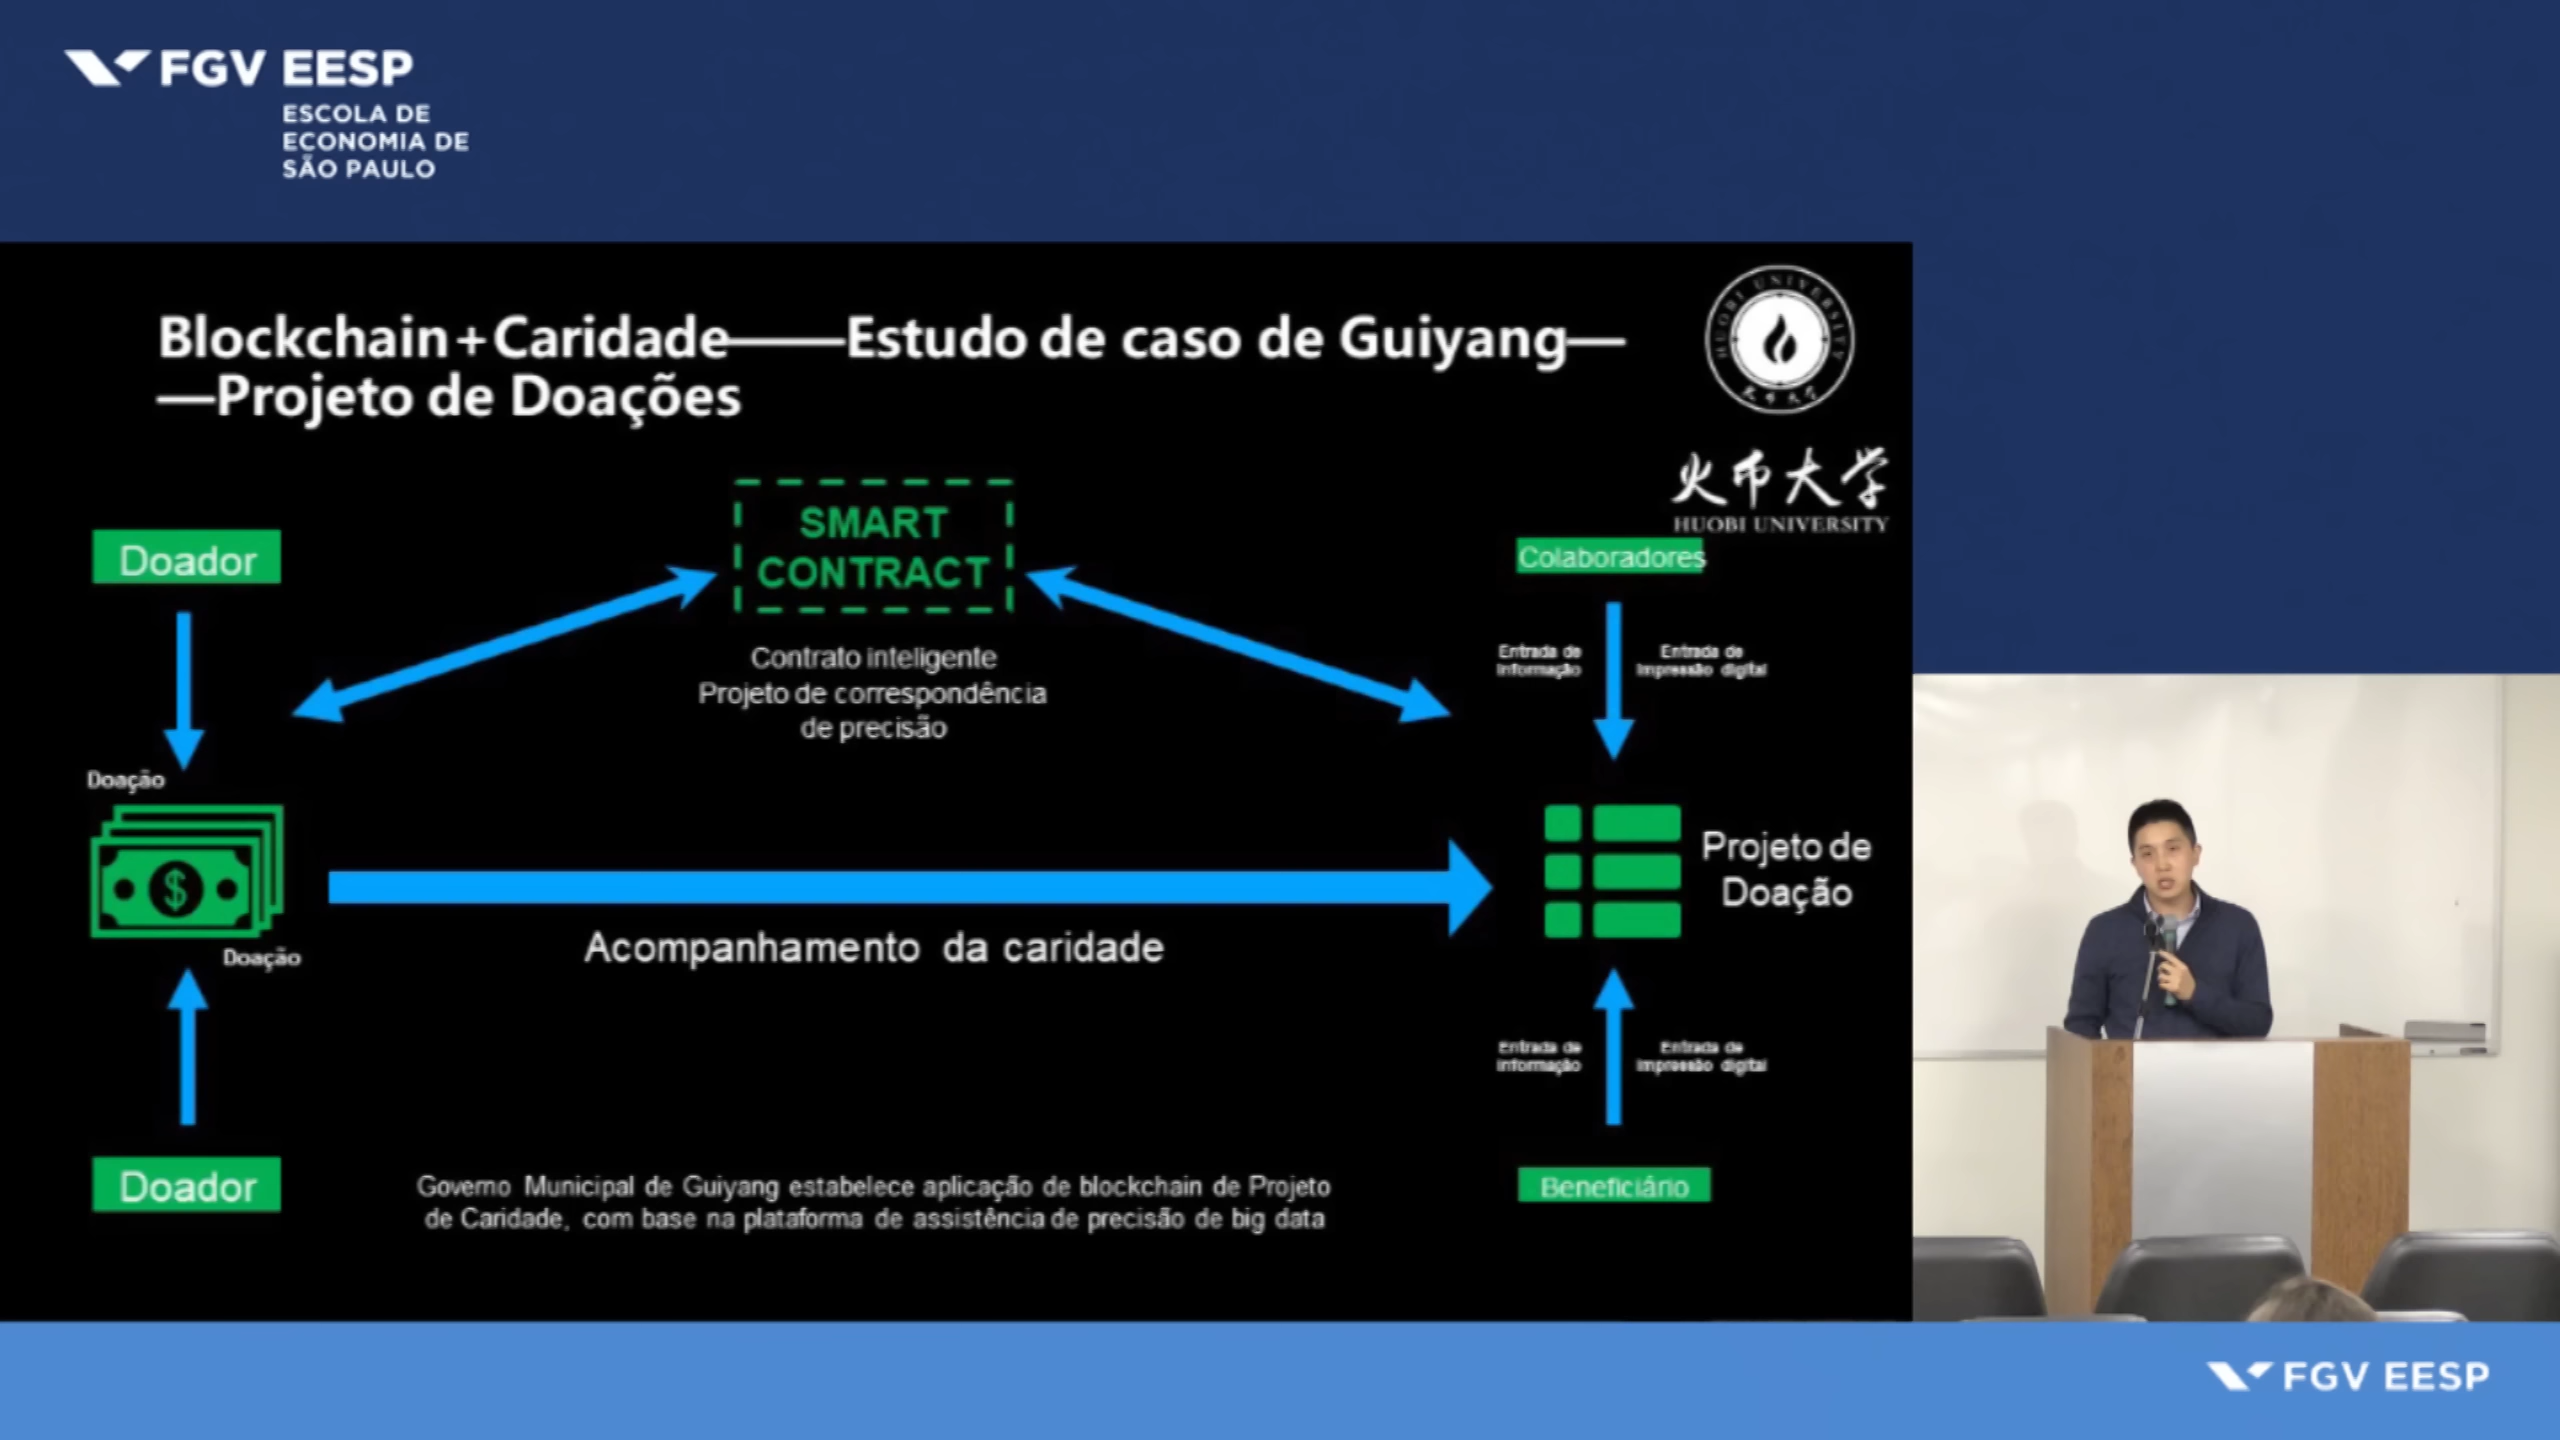 FGV EESP
ESCOLA DE
ECONOMIA DE
SÃO PAULO
Blockchain+Caridade——Estudo de caso de Guiyang—
—Projeto de Doações
HUOBI UNIVERSITY
火币大学
火币大学
HUOBI UNIVERSITY
SMART
CONTRACT
Doador
Colaboradores
Contrato inteligente
Projeto de correspondência
de precisão
Entrada de
Informação
Entrada de
Impressão digital
Doação
$
Doação
Projeto de
Doação
Acompanhamento da caridade
Entrada de
Informação
Entrada de
Impressão digital
Doador
Governo Municipal de Guiyang estabelece aplicação de blockchain de Projeto
de Caridade, com base na plataforma de assistência de precisão de big data
Beneficiário
FGV EESP